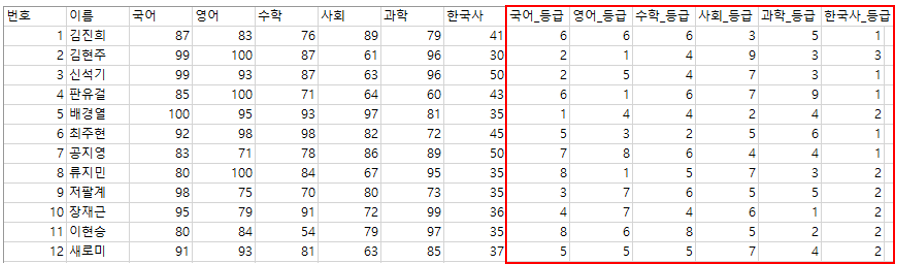 번호 이름 국어 영어 수학 사회 과학 한국사 국어_등급 영어_등급 수학_등급 사회_등급 과학_등급 한국사_등급
1 김진희 87 83 76 89 79 41 6 6 6 3 5 1
2 김현주 99 100 87 61 96 30 2 1 4 9 3 3
3 신석기 99 93 87 63 96 50 2 5 4 7 3 1
4 판유걸 85 100 71 64 60 43 6 1 6 7 9 1
5 배경열 100 95 93 97 81 35 1 4 4 2 4 2
6 최주현 92 98 98 82 72 45 5 3 2 5 6 1
7 공지영 83 71 78 86 89 50 7 8 6 4 4 1
8 류지민 80 100 84 67 95 35 8 1 5 7 3 2
9 저팔계 98 75 70 80 73 35 3 7 6 5 5 2
10 장재근 95 79 91 72 99 36 4 7 4 6 1 2
11 이현승 80 84 54 79 97 35 8 6 8 5 2 2
12 새로미 91 93 81 63 85 37 5 5 5 7 4 2